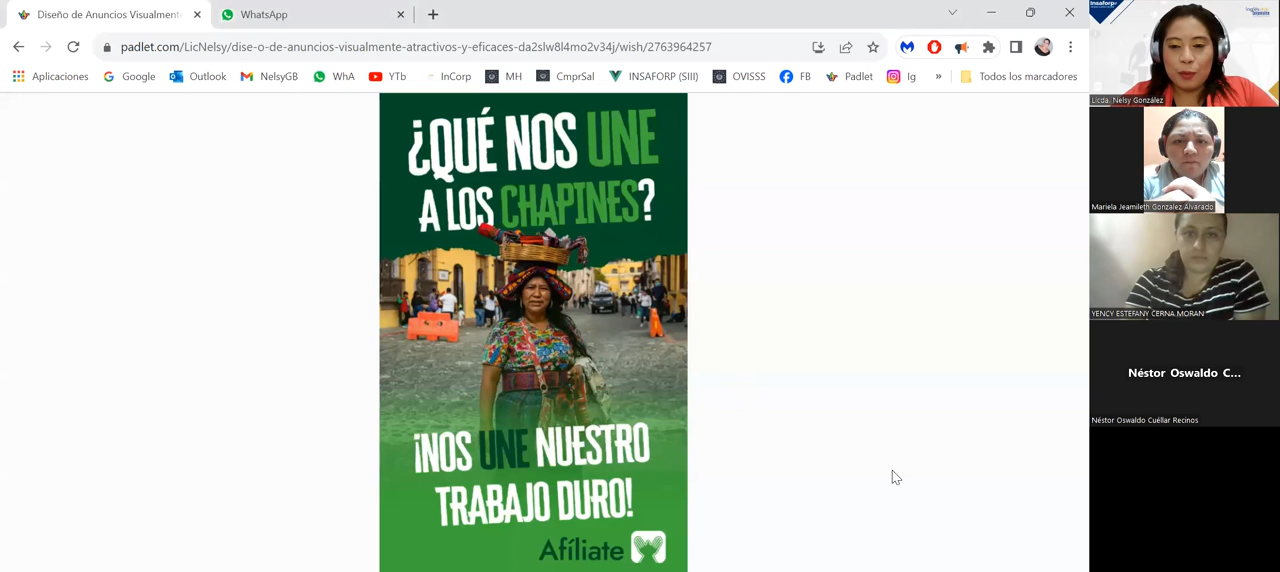 Diseño de Anuncios Visualment
WhatsApp
padlet.com/LicNelsy/dise-o-de-anuncios-visualmente-atractivos-y-eficaces-da2slw8l4mo2v34j/wish/2763964257
Aplicaciones
Google
Outlook
NelsyGB
WhA
YTb
InCorp
MH
CmprSal
INSAFORP (SIII)
OVISSS
FB
Padlet
Ig
»
Todos los marcadores
¿QUÉ NOS UNE
A LOS CHAPINES?
¡NOS UNE NUESTRO
TRABAJO DURO!
Afíliate
Insaforp
Licda. Nelsy González
Mariela Jeamileth Gonzalez Alvarado
YENCY ESTEFANY CERNA MORAN
Néstor Oswaldo C...
Néstor Oswaldo Cuéllar Recinos